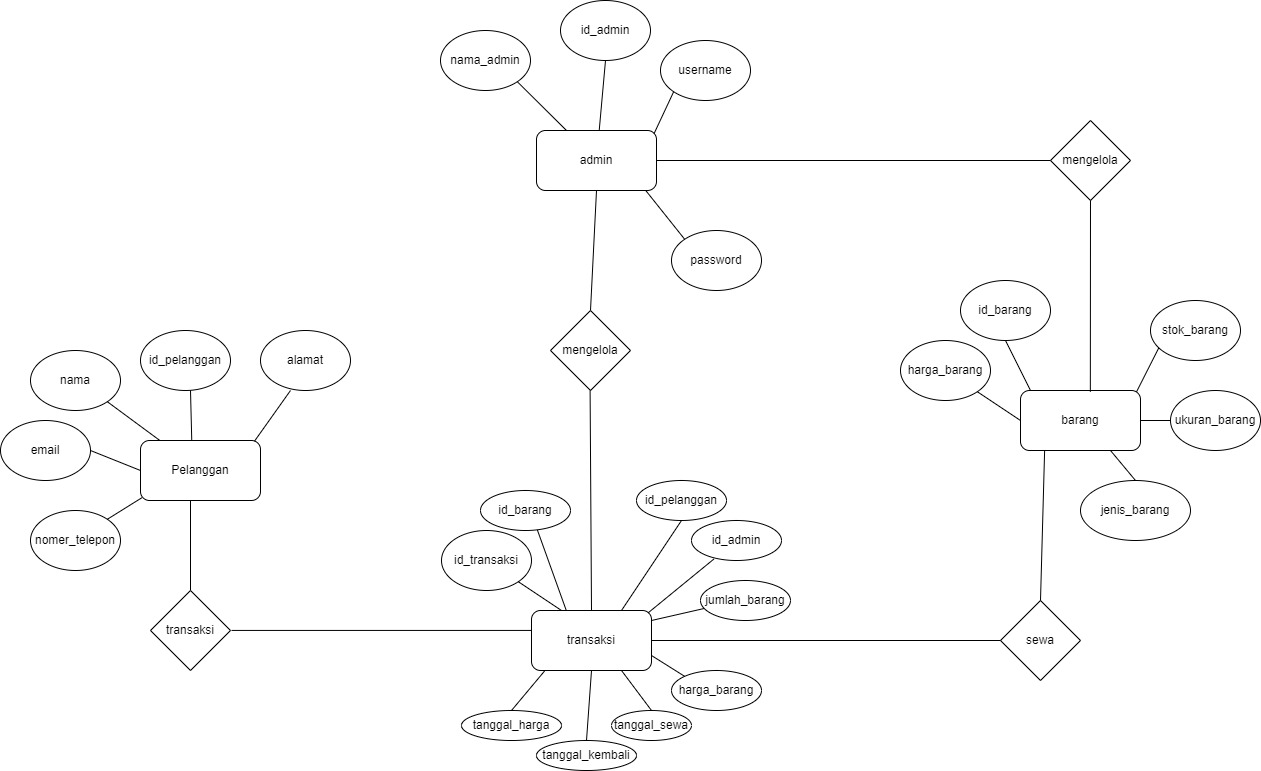 id_admin
nama_admin
username
admin
mengelola
password
id_barang
stok_barang
mengelola
id_pelanggan
alamat
harga_barang
nama
barang
ukuran_barang
email
Pelanggan
id_pelanggan
id_barang
jenis_barang
nomer_telepon
id_admin
id_transaksi
jumlah_barang
transaksi
transaksi
sewa
harga_barang
tanggal_harga
tanggal_sewa
tanggal_kembali